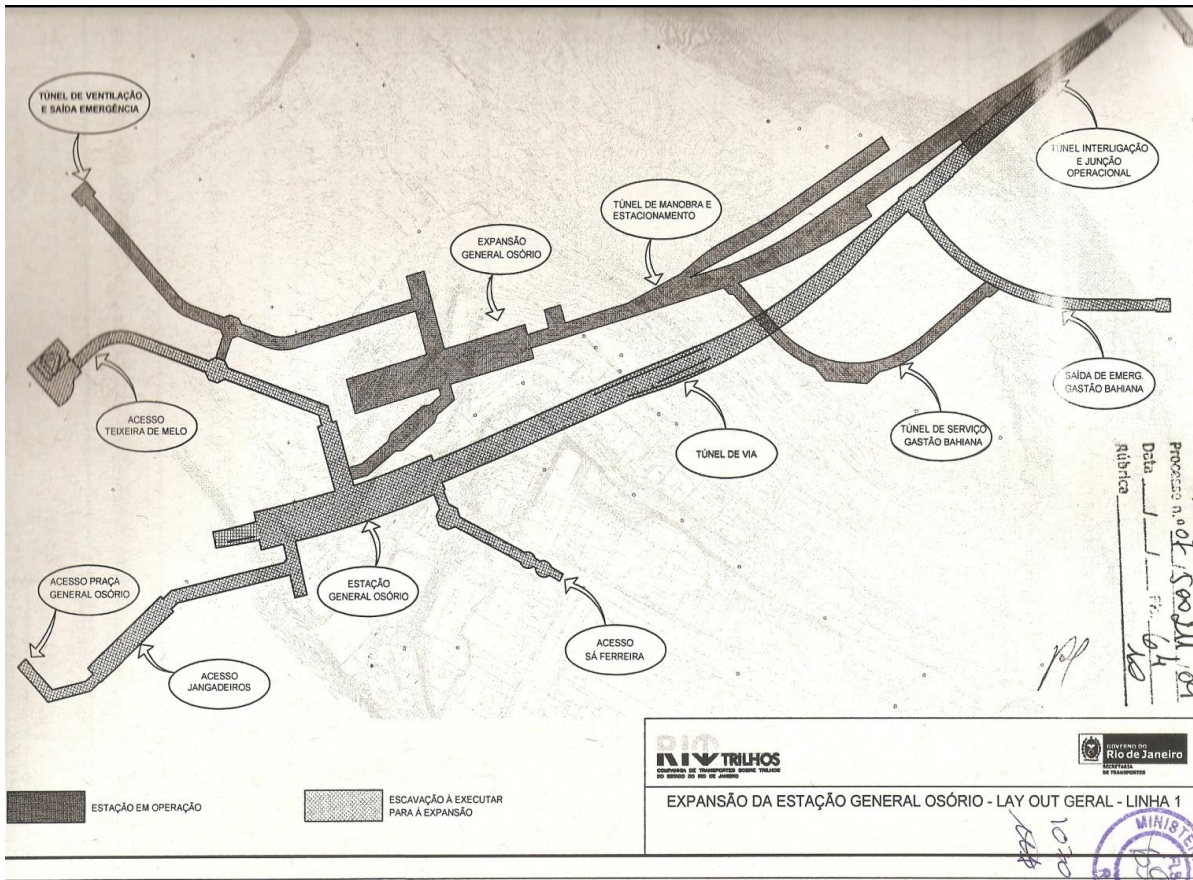 TÚNEL DE VENTILAÇÃO
E SAÍDA EMERGÊNCIA
TUNEL INTERLIGAÇÃO
E JUNÇÃO
OPERACIONAL
TÚNEL DE MANOBRA E
ESTACIONAMENTO
EXPANSÃO
GENERAL OSÓRIO
ACESSO
TEIXEIRA DE MELO
SAÍDA DE EMERG.
GASTÃO BAHIANA
TÚNEL DE SERVIÇO
GASTÃO BAHIANA
TÚNEL DE VIA
ACESSO PRAÇA
GENERAL OSÓRIO
ESTAÇÃO
GENERAL OSÓRIO
ACESSO
SÁ FERREIRA
ACESSO
JANGADEIROS
Processo n.º
Data
Rúbrica
ESTAÇÃO EM OPERAÇÃO
ESCAVAÇÃO À EXECUTAR
PARA À EXPANSÃO
RIO TRILHOS
COMPANHIA DE TRANSPORTES SOBRE TRILHOS
DO ESTADO DO RIO DE JANEIRO
GOVERNO DO
Rio de Janeiro
SECRETARIA
DE TRANSPORTES
EXPANSÃO DA ESTAÇÃO GENERAL OSÓRIO - LAY OUT GERAL - LINHA 1